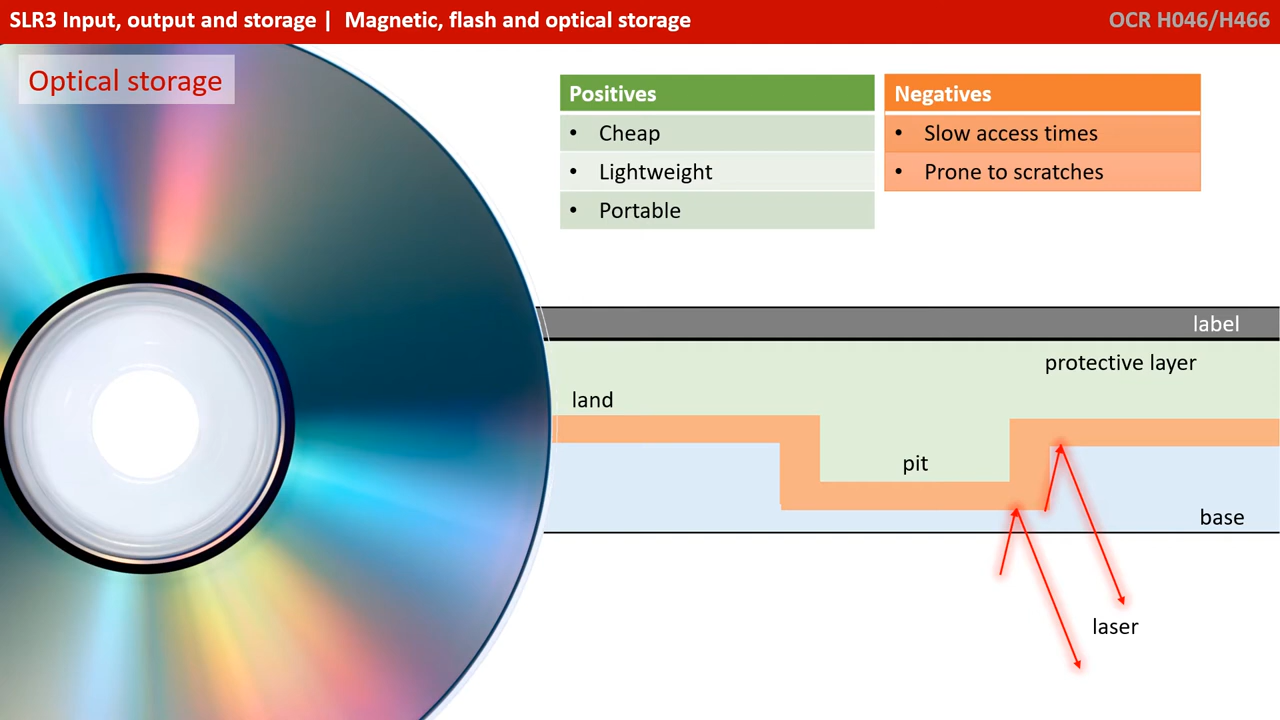 SLR3 Input, output and storage | Magnetic, flash and optical storage
OCR H046/H466
Optical storage
Positives
• Cheap
• Lightweight
• Portable
Negatives
• Slow access times
• Prone to scratches
label
protective layer
land
pit
base
laser